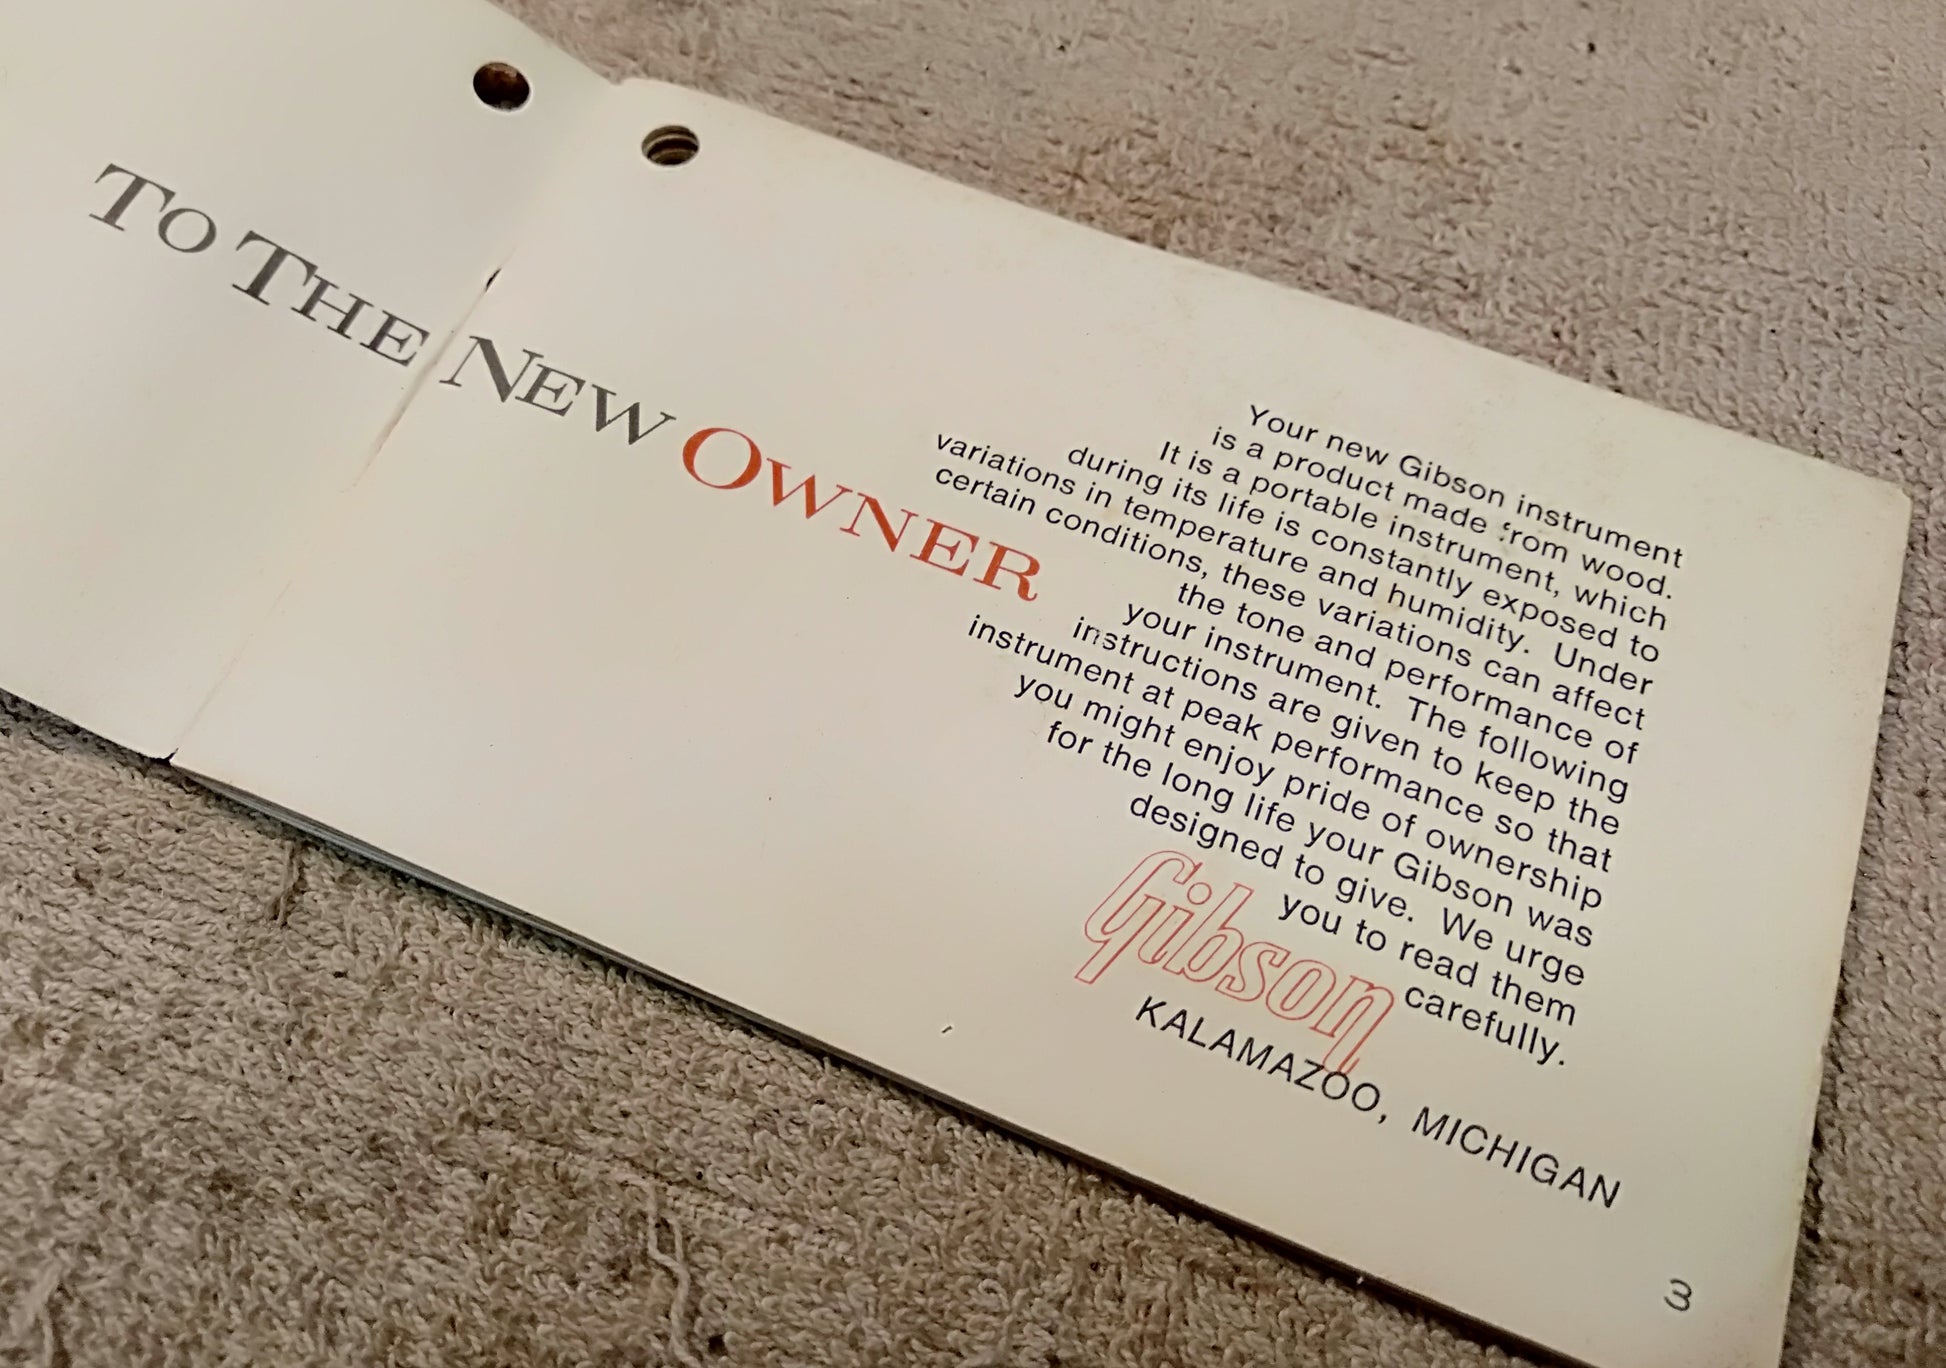 TO THE NEW OWNER
Your new Gibson instrument
is a product made from wood.
It is a portable instrument, which
during its life is constantly exposed to
variations in temperature and humidity. Under
certain conditions, these variations can affect
the tone and performance of
your instrument. The following
instructions are given to keep the
instrument at peak performance so that
you might enjoy pride of ownership
for the long life your Gibson was
designed to give. We urge
you to read them
carefully.
Gibson
KALAMAZOO, MICHIGAN
3